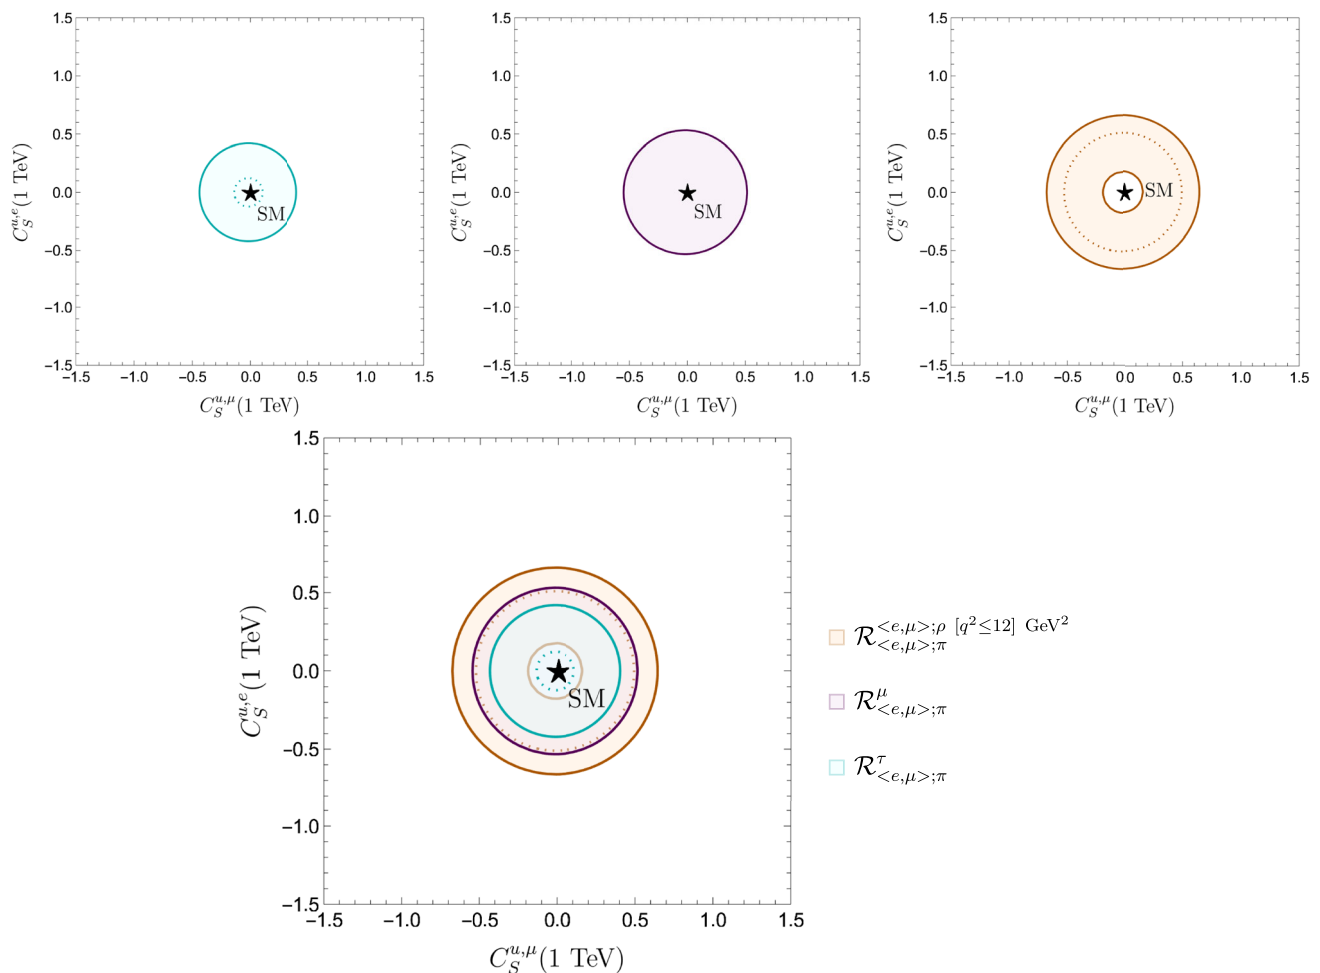 1.5
1.0
0.5
0.0
−0.5
−1.0
−1.5
−1.5 −1.0 −0.5 0.0 0.5 1.0 1.5
C_S^{u,e}(1 TeV)
C_S^{u,μ}(1 TeV)
SM
1.5
1.0
0.5
0.0
−0.5
−1.0
−1.5
−1.5 −1.0 −0.5 0.0 0.5 1.0 1.5
C_S^{u,e}(1 TeV)
C_S^{u,μ}(1 TeV)
SM
1.5
1.0
0.5
0.0
−0.5
−1.0
−1.5
−1.5 −1.0 −0.5 0.0 0.5 1.0 1.5
C_S^{u,e}(1 TeV)
C_S^{u,μ}(1 TeV)
SM
1.5
1.0
0.5
0.0
−0.5
−1.0
−1.5
−1.5 −1.0 −0.5 0.0 0.5 1.0 1.5
C_S^{u,e}(1 TeV)
C_S^{u,μ}(1 TeV)
SM
ℛ_{<e,μ>;π}^{<e,μ>;ρ [q²≤12] GeV²}
ℛ_{<e,μ>;π}^{μ}
ℛ_{<e,μ>;π}^{τ}